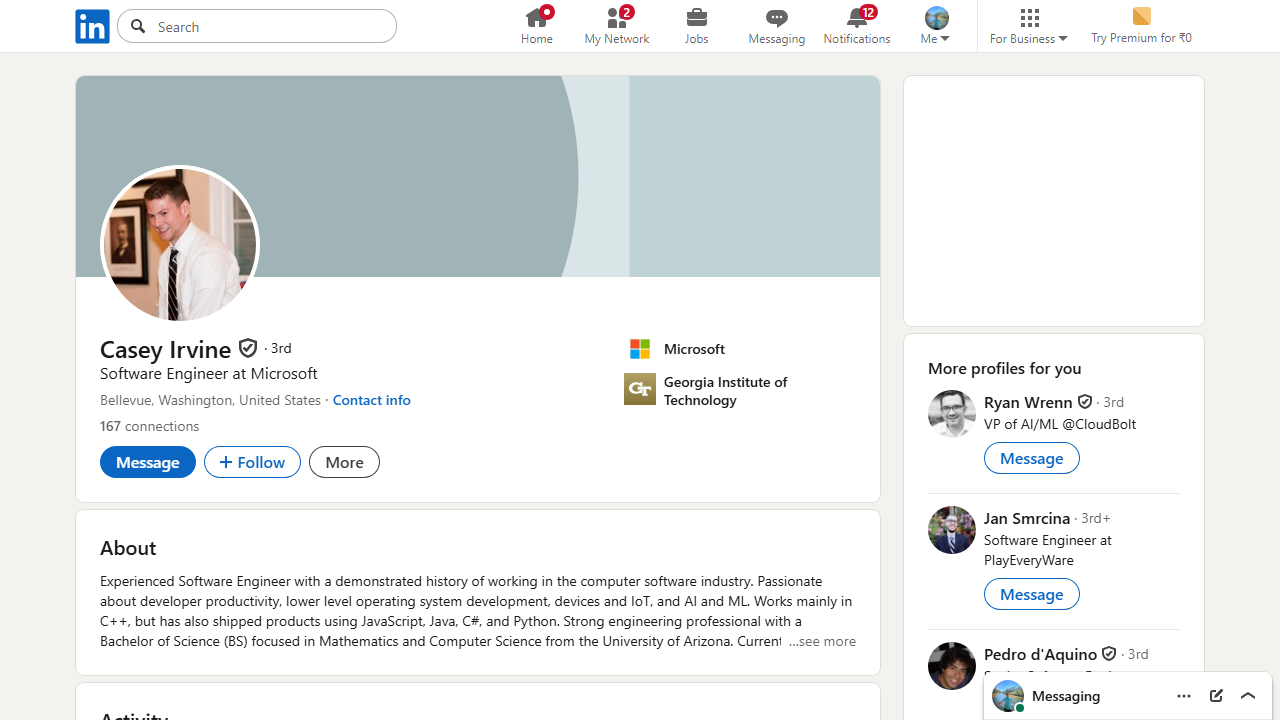 in
Search
Home
2
My Network
Jobs
Messaging
12
Notifications
Me
For Business
Try Premium for ₹0
Casey Irvine · 3rd
Software Engineer at Microsoft
Bellevue, Washington, United States · Contact info
167 connections
Message
Follow
More
Microsoft
GT
Georgia Institute of
Technology
About
Experienced Software Engineer with a demonstrated history of working in the computer software industry. Passionate
about developer productivity, lower level operating system development, devices and IoT, and AI and ML. Works mainly in
C++, but has also shipped products using JavaScript, Java, C#, and Python. Strong engineering professional with a
Bachelor of Science (BS) focused in Mathematics and Computer Science from the University of Arizona. Current …see more
Activity
More profiles for you
Ryan Wrenn · 3rd
VP of AI/ML @CloudBolt
Message
Jan Smrcina · 3rd+
Software Engineer at
PlayEveryWare
Message
Pedro d'Aquino · 3rd
Messaging